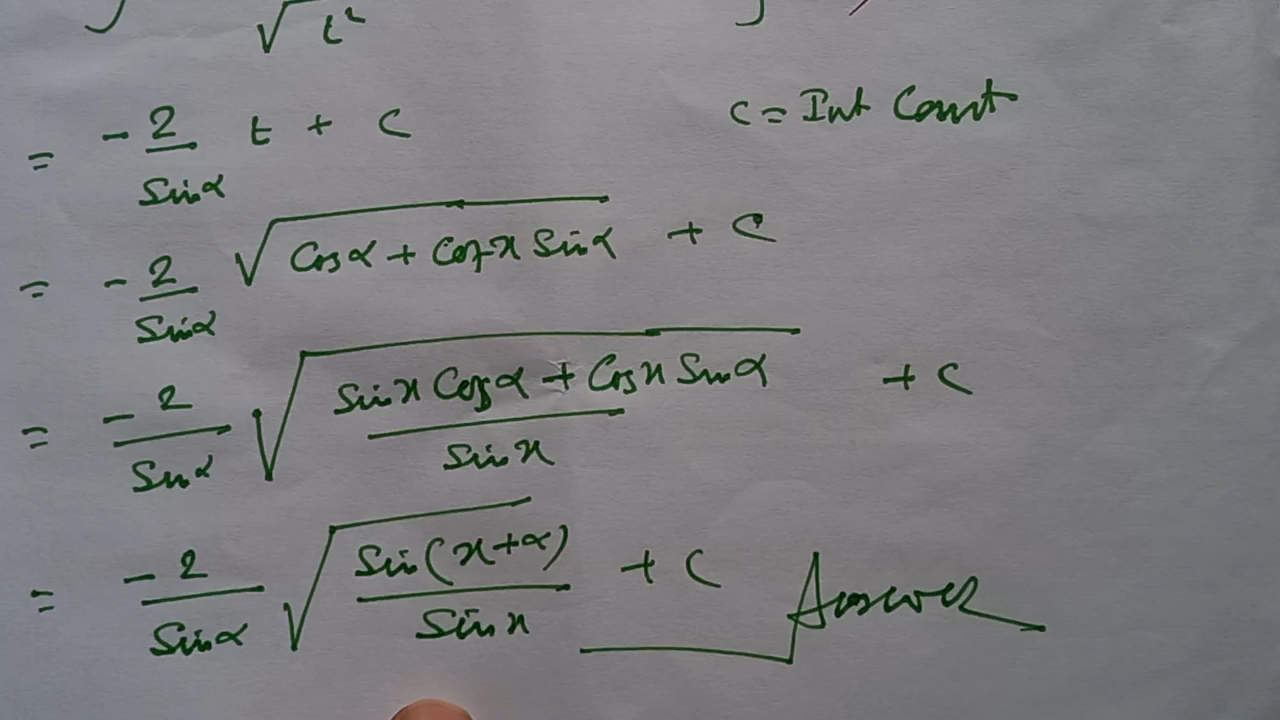 ∫ √t²
= -2/Sinα t + C C = Int Const
= -2/Sinα √(Cosα + Cotx Sinα) + C
= -2/Sinα √((Sinx Cosα + Cosx Sinα)/Sinx) + C
= -2/Sinα √(Sin(x+α)/Sinx) + C Answer